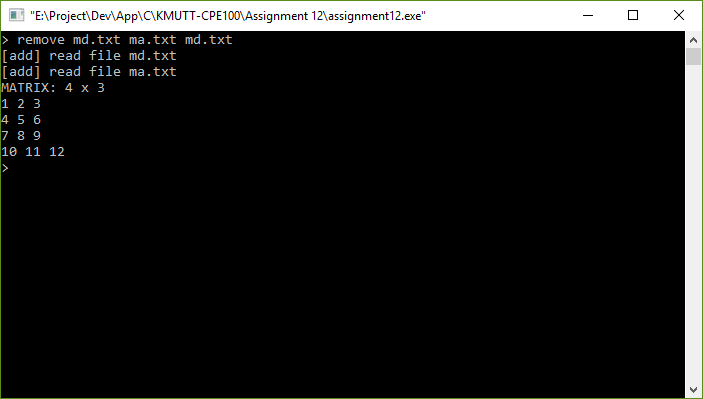 "E:\Project\Dev\App\C\KMUTT-CPE100\Assignment 12\assignment12.exe"
> remove md.txt ma.txt md.txt
[add] read file md.txt
[add] read file ma.txt
MATRIX: 4 x 3
1 2 3
4 5 6
7 8 9
10 11 12
>